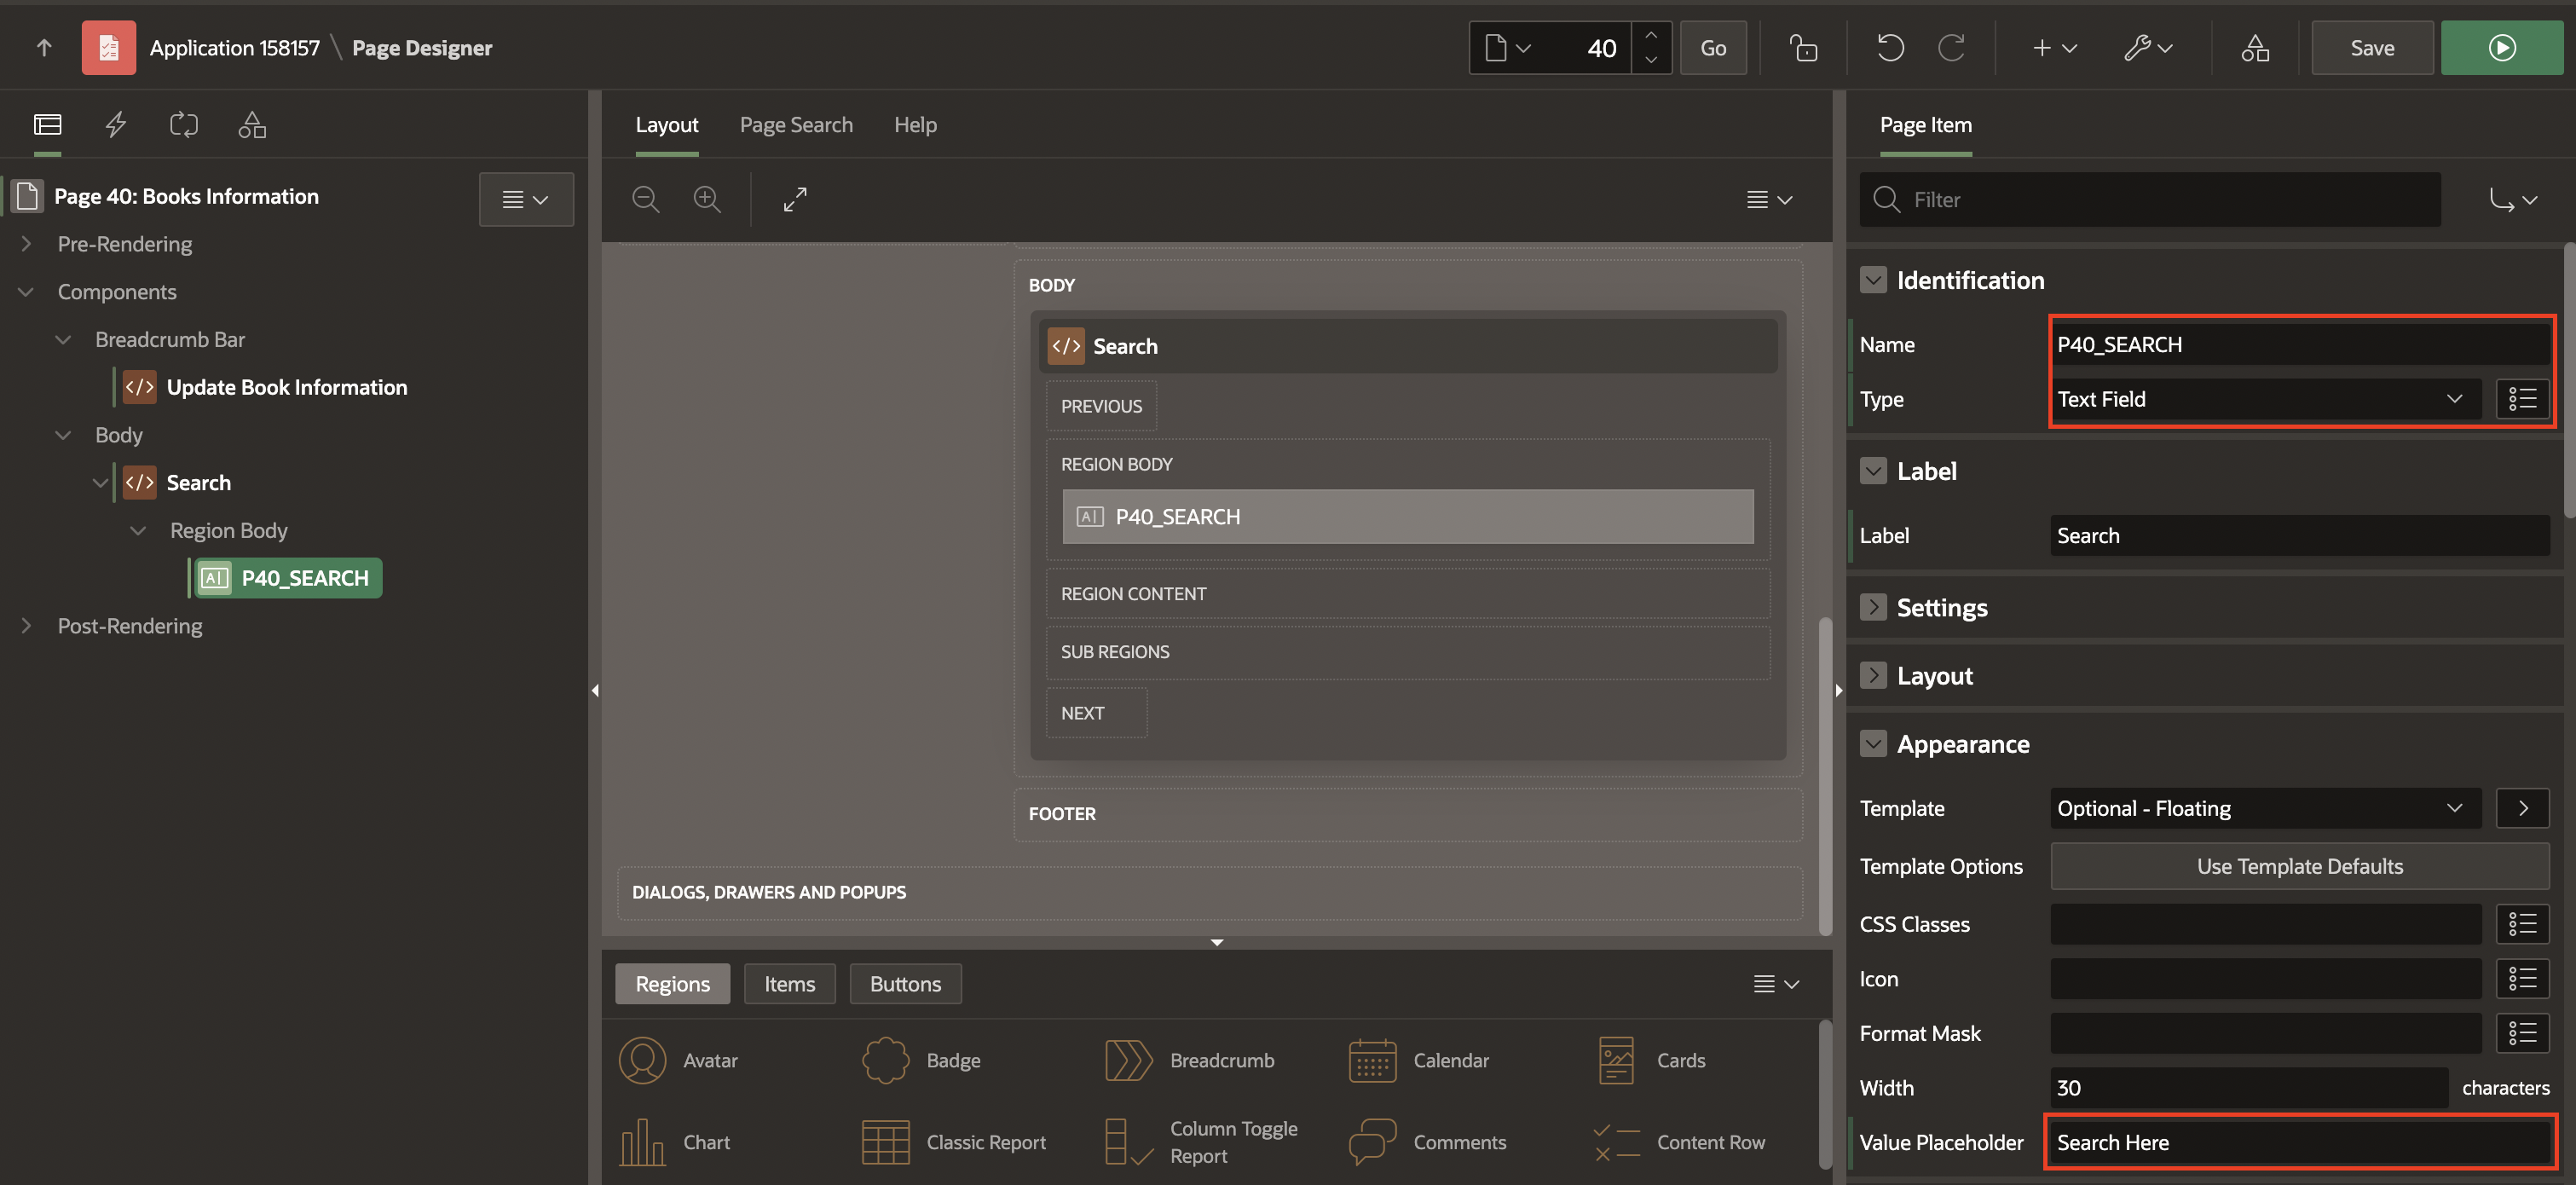 Application 158157 \ Page Designer
40
Go
Save
Page 40: Books Information
Pre-Rendering
Components
Breadcrumb Bar
</> Update Book Information
Body
</> Search
Region Body
A| P40_SEARCH
Post-Rendering
Layout Page Search Help
BODY
</> Search
PREVIOUS
REGION BODY
A| P40_SEARCH
REGION CONTENT
SUB REGIONS
NEXT
FOOTER
DIALOGS, DRAWERS AND POPUPS
Regions Items Buttons
Avatar Badge Breadcrumb Calendar Cards
Chart Classic Report Column Toggle Report Comments Content Row
Page Item
Filter
Identification
Name P40_SEARCH
Type Text Field
Label
Label Search
Settings
Layout
Appearance
Template Optional - Floating
Template Options Use Template Defaults
CSS Classes
Icon
Format Mask
Width 30 characters
Value Placeholder Search Here